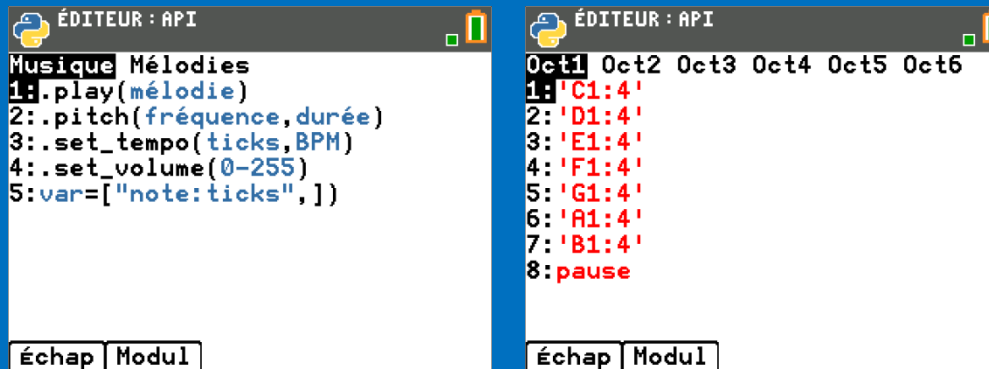 ÉDITEUR : API
Musique Mélodies
1:.play(mélodie)
2:.pitch(fréquence,durée)
3:.set_tempo(ticks,BPM)
4:.set_volume(0-255)
5:var=["note:ticks",])
Échap Modul
ÉDITEUR : API
Oct1 Oct2 Oct3 Oct4 Oct5 Oct6
1:'C1:4'
2:'D1:4'
3:'E1:4'
4:'F1:4'
5:'G1:4'
6:'A1:4'
7:'B1:4'
8:pause
Échap Modul